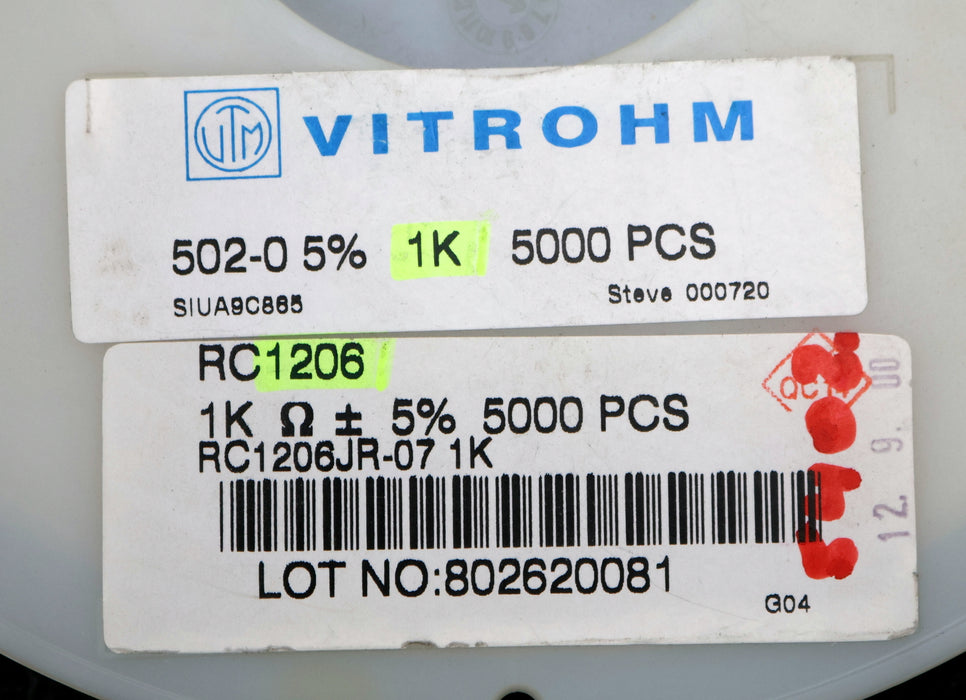 VTM VITROHM
502-0 5% 1K 5000 PCS
SIUA9C865
Steve 000720
RC1206
1K Ω ± 5% 5000 PCS
RC1206JR-07 1K
LOT NO:802620081
G04
12. 9. 00